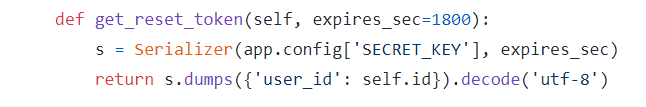 def get_reset_token(self, expires_sec=1800):
    s = Serializer(app.config['SECRET_KEY'], expires_sec)
    return s.dumps({'user_id': self.id}).decode('utf-8')